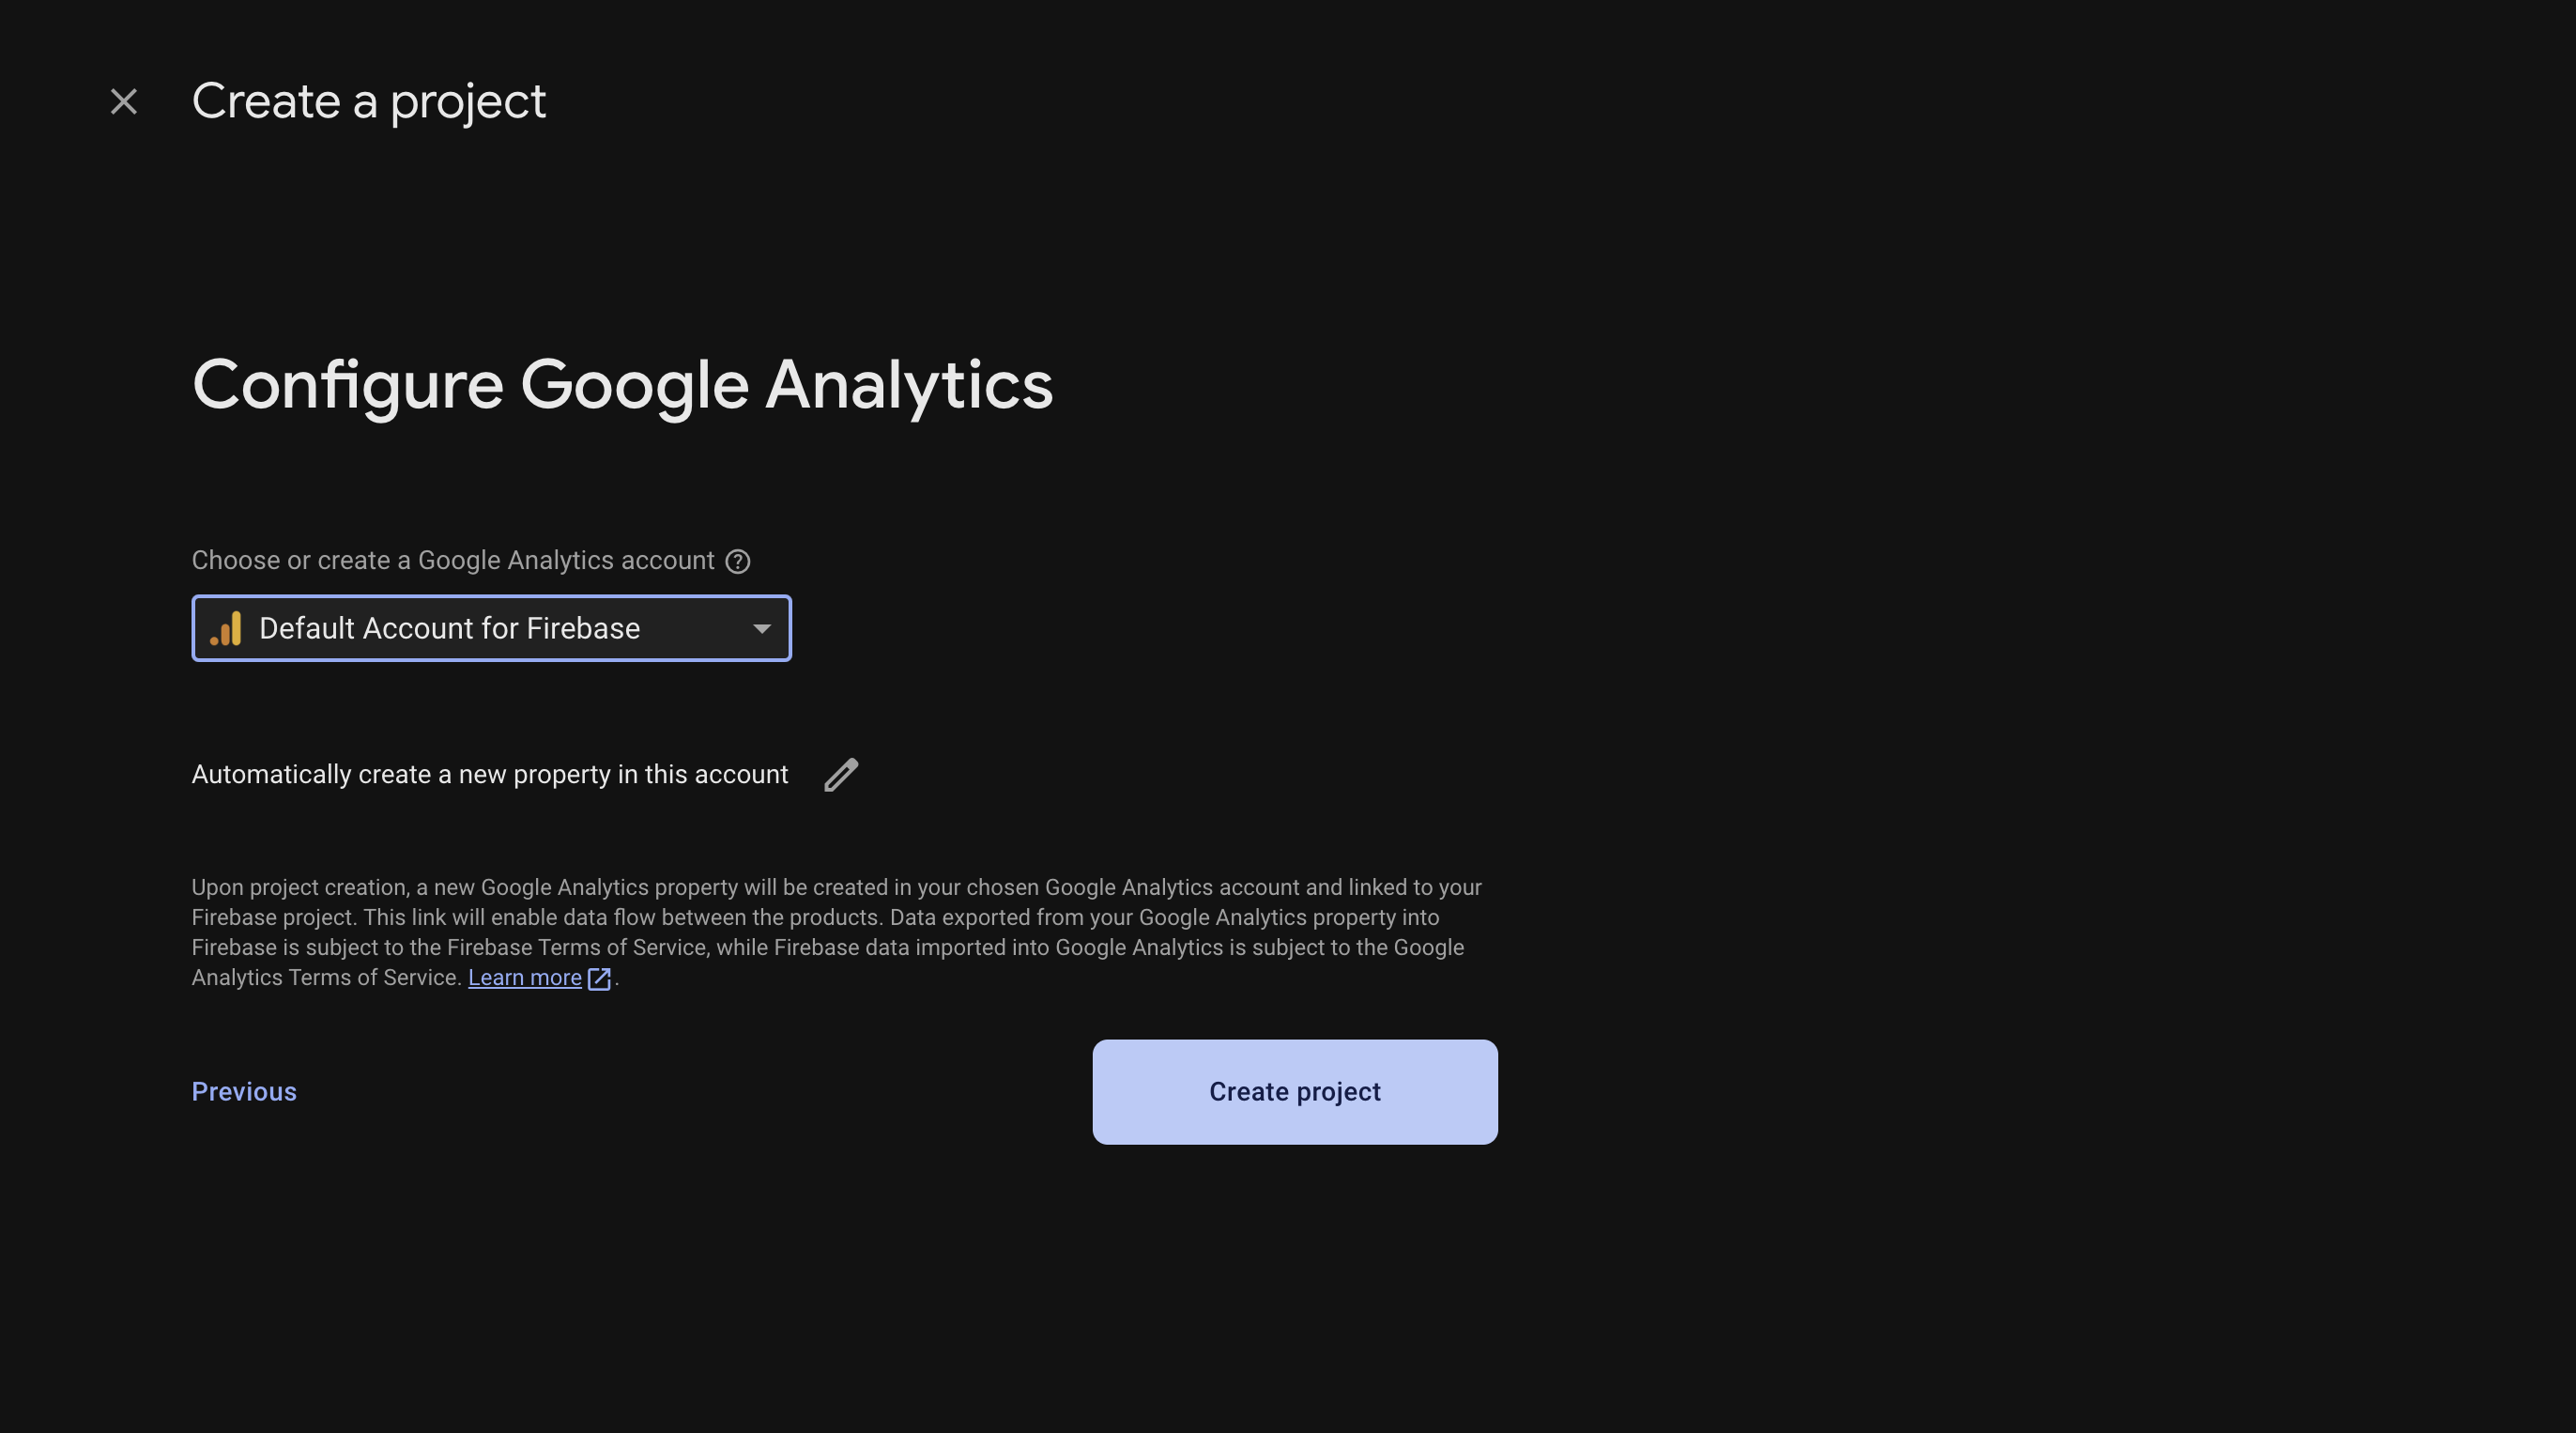 Create a project
Configure Google Analytics
Choose or create a Google Analytics account
Default Account for Firebase
Automatically create a new property in this account
Upon project creation, a new Google Analytics property will be created in your chosen Google Analytics account and linked to your
Firebase project. This link will enable data flow between the products. Data exported from your Google Analytics property into
Firebase is subject to the Firebase Terms of Service, while Firebase data imported into Google Analytics is subject to the Google
Analytics Terms of Service. Learn more .
Previous
Create project